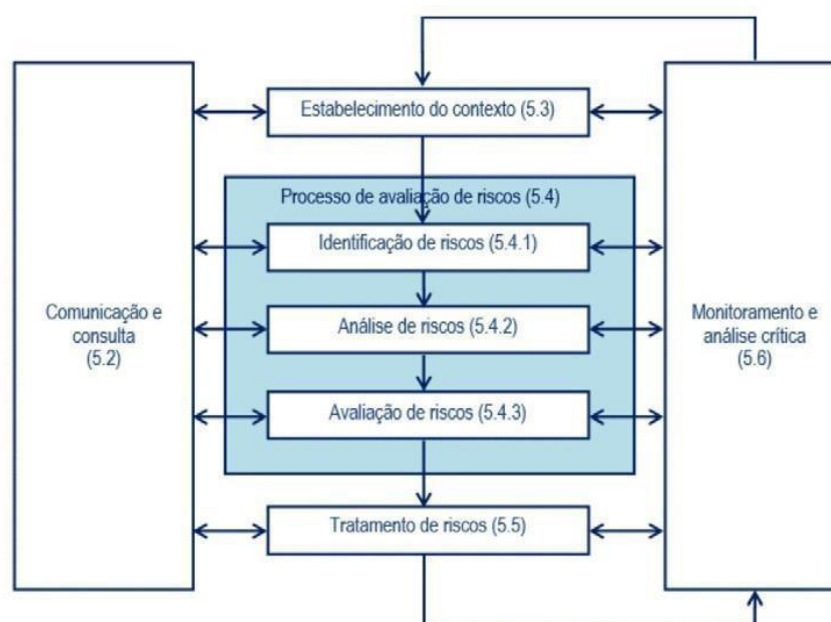 Estabelecimento do contexto (5.3)
Processo de avaliação de riscos (5.4)
Identificação de riscos (5.4.1)
Análise de riscos (5.4.2)
Avaliação de riscos (5.4.3)
Tratamento de riscos (5.5)
Comunicação e
consulta
(5.2)
Monitoramento e
análise crítica
(5.6)